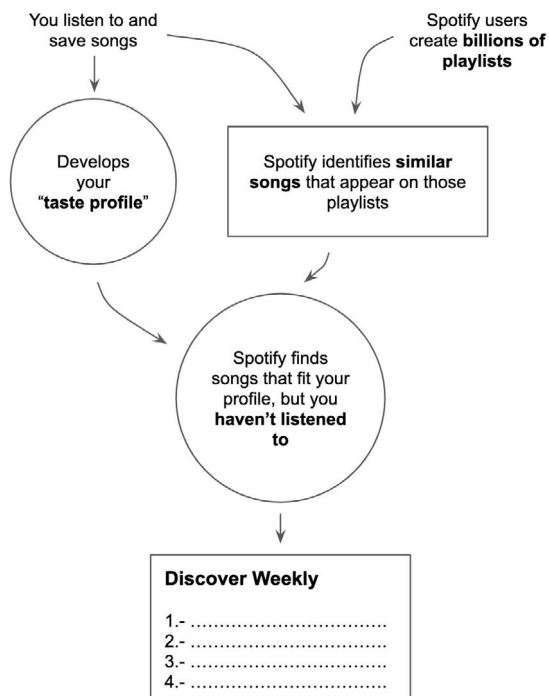 You listen to and
save songs
Spotify users
create billions of
playlists
Develops
your
“taste profile”
Spotify identifies similar
songs that appear on those
playlists
Spotify finds
songs that fit your
profile, but you
haven’t listened
to
Discover Weekly
1.- ..................................
2.- ..................................
3.- ..................................
4.- ..................................